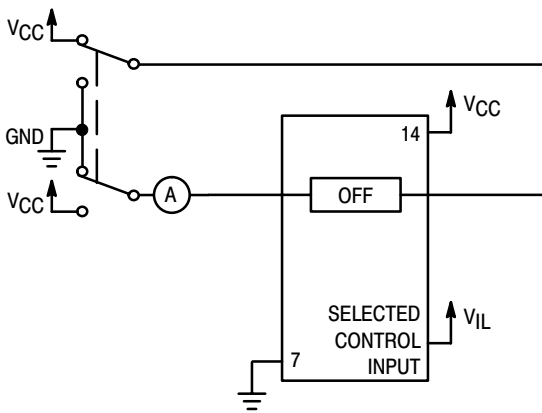 VCC
GND
VCC
A
14
VCC
OFF
SELECTED
CONTROL
INPUT
VIL
7